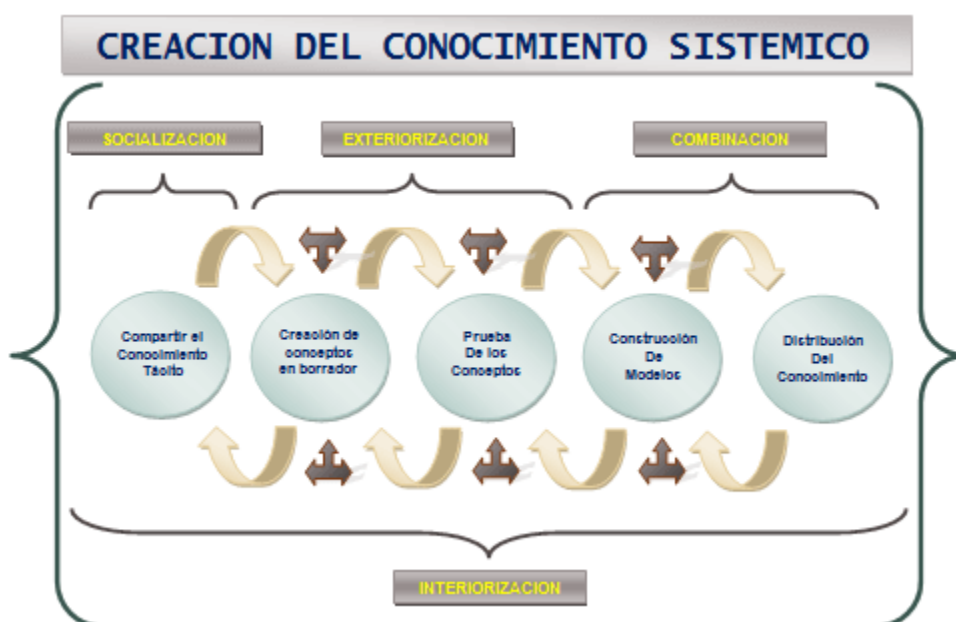 CREACION DEL CONOCIMIENTO SISTEMICO
SOCIALIZACION
EXTERIORIZACION
COMBINACION
Compartir el
Conocimiento
Tácito
Creación de
conceptos
en borrador
Prueba
De los
Conceptos
Construcción
De
Modelos
Distribución
Del
Conocimiento
INTERIORIZACION